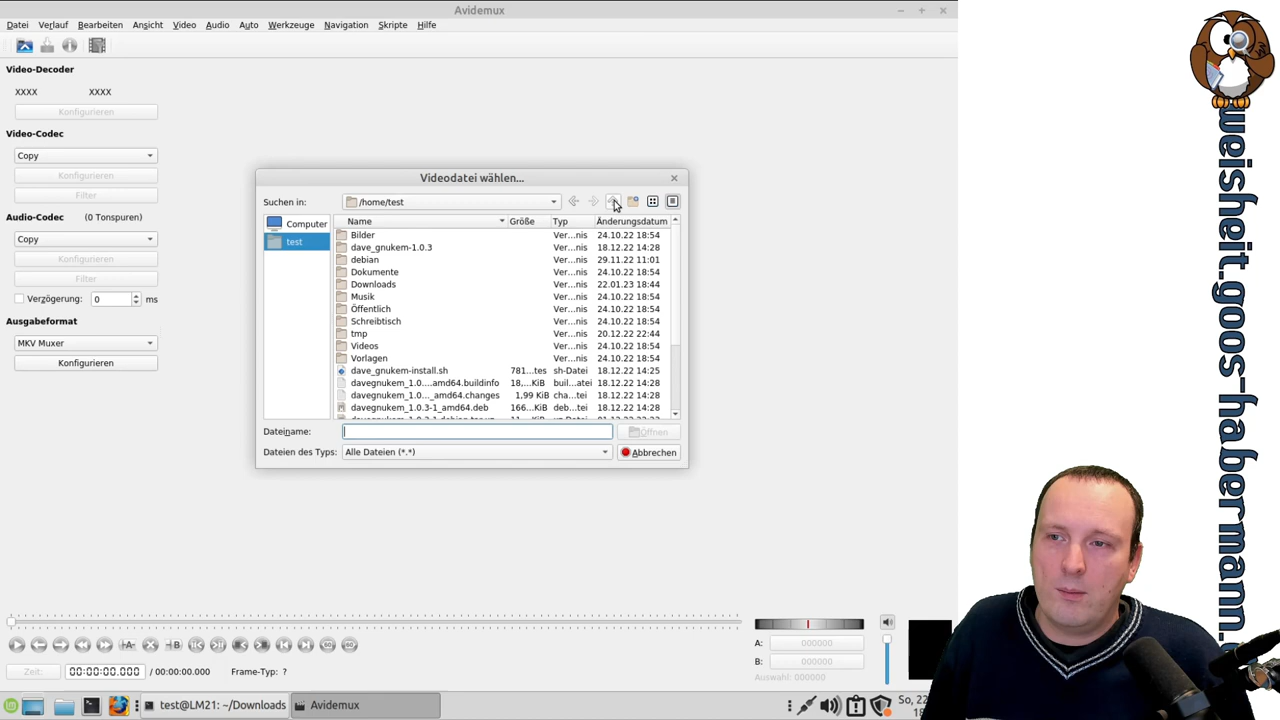 Avidemux
Datei Verlauf Bearbeiten Ansicht Video Audio Auto Werkzeuge Navigation Skripte Hilfe
Video-Decoder
XXXX XXXX
Konfigurieren
Video-Codec
Copy
Konfigurieren
Filter
Audio-Codec (0 Tonspuren)
Copy
Konfigurieren
Filter
Verzögerung: 0 ms
Ausgabeformat
MKV Muxer
Konfigurieren
Videodatei wählen...
Suchen in: /home/test
Computer
test
Name Größe Typ Änderungsdatum
Bilder Ver...nis 24.10.22 18:54
dave_gnukem-1.0.3 Ver...nis 18.12.22 14:28
debian Ver...nis 29.11.22 11:01
Dokumente Ver...nis 24.10.22 18:54
Downloads Ver...nis 22.01.23 18:44
Musik Ver...nis 24.10.22 18:54
Öffentlich Ver...nis 24.10.22 18:54
Schreibtisch Ver...nis 24.10.22 18:54
tmp Ver...nis 20.12.22 22:44
Videos Ver...nis 24.10.22 18:54
Vorlagen Ver...nis 24.10.22 18:54
dave_gnukem-install.sh 781...tes sh-Datei 18.12.22 14:25
davegnukem_1.0....amd64.buildinfo 18,...KiB buil...atei 18.12.22 14:28
davegnukem_1.0..._amd64.changes 1,99 KiB cha...tei 18.12.22 14:28
davegnukem_1.0.3-1_amd64.deb 166...KiB deb...tei 18.12.22 14:28
Dateiname: Öffnen
Dateien des Typs: Alle Dateien (*.*) Abbrechen
A B
Zeit: 00:00:00.000 / 00:00:00.000 Frame-Typ: ?
A: 000000
B: 000000
Auswahl: 000000
test@LM21: ~/Downloads
Avidemux
So, 22
weisheit.goos-habermann.